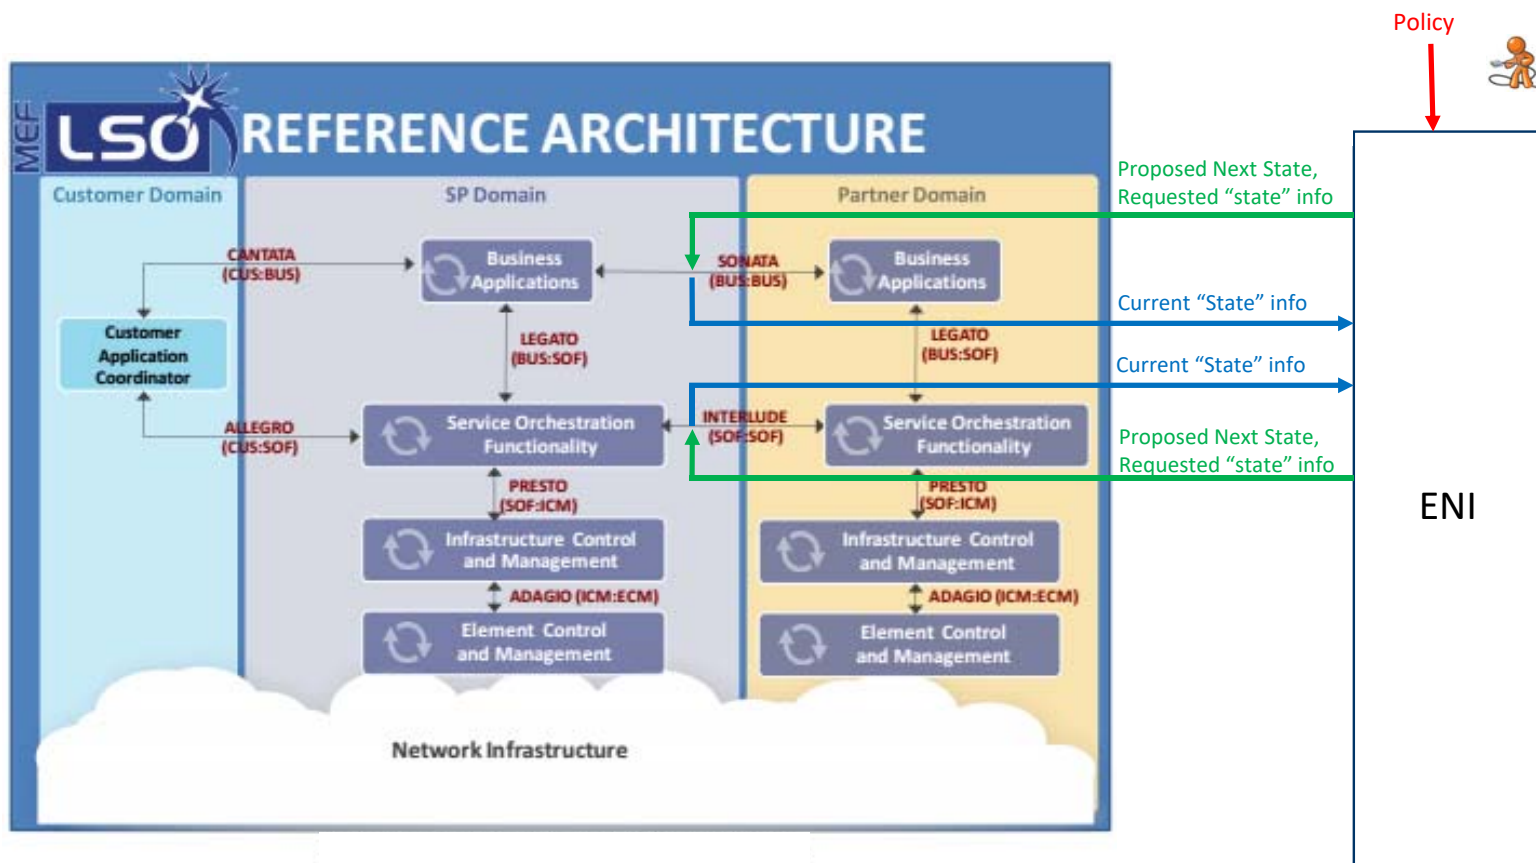 Policy
MEF
LSO
REFERENCE ARCHITECTURE
Customer Domain
SP Domain
Partner Domain
Proposed Next State,
Requested “state” info
CANTATA
(CUS:BUS)
Business
Applications
SONATA
(BUS:BUS)
Business
Applications
Current “State” info
Customer
Application
Coordinator
LEGATO
(BUS:SOF)
LEGATO
(BUS:SOF)
Current “State” info
ALLEGRO
(CUS:SOF)
Service Orchestration
Functionality
INTERLUDE
(SOF:SOF)
Service Orchestration
Functionality
Proposed Next State,
Requested “state” info
PRESTO
(SOF:ICM)
PRESTO
(SOF:ICM)
ENI
Infrastructure Control
and Management
Infrastructure Control
and Management
ADAGIO (ICM:ECM)
ADAGIO (ICM:ECM)
Element Control
and Management
Element Control
and Management
Network Infrastructure